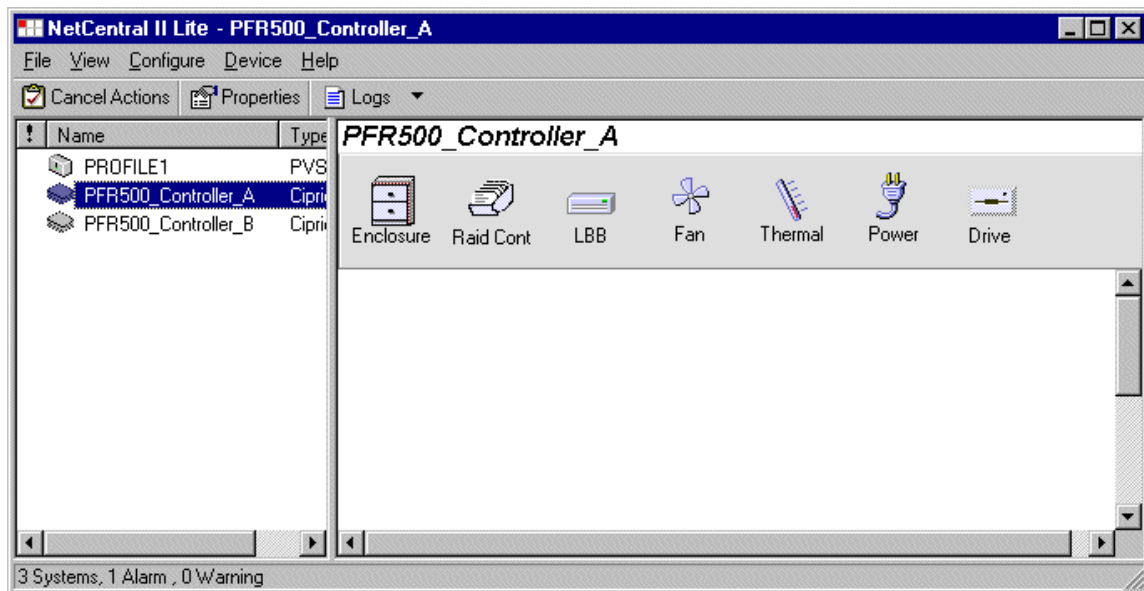 NetCentral II Lite - PFR500_Controller_A
File View Configure Device Help
Cancel Actions Properties Logs
! Name Type
PROFILE1 PVS
PFR500_Controller_A Cipri
PFR500_Controller_B Cipri
PFR500_Controller_A
Enclosure Raid Cont LBB Fan Thermal Power Drive
3 Systems, 1 Alarm , 0 Warning